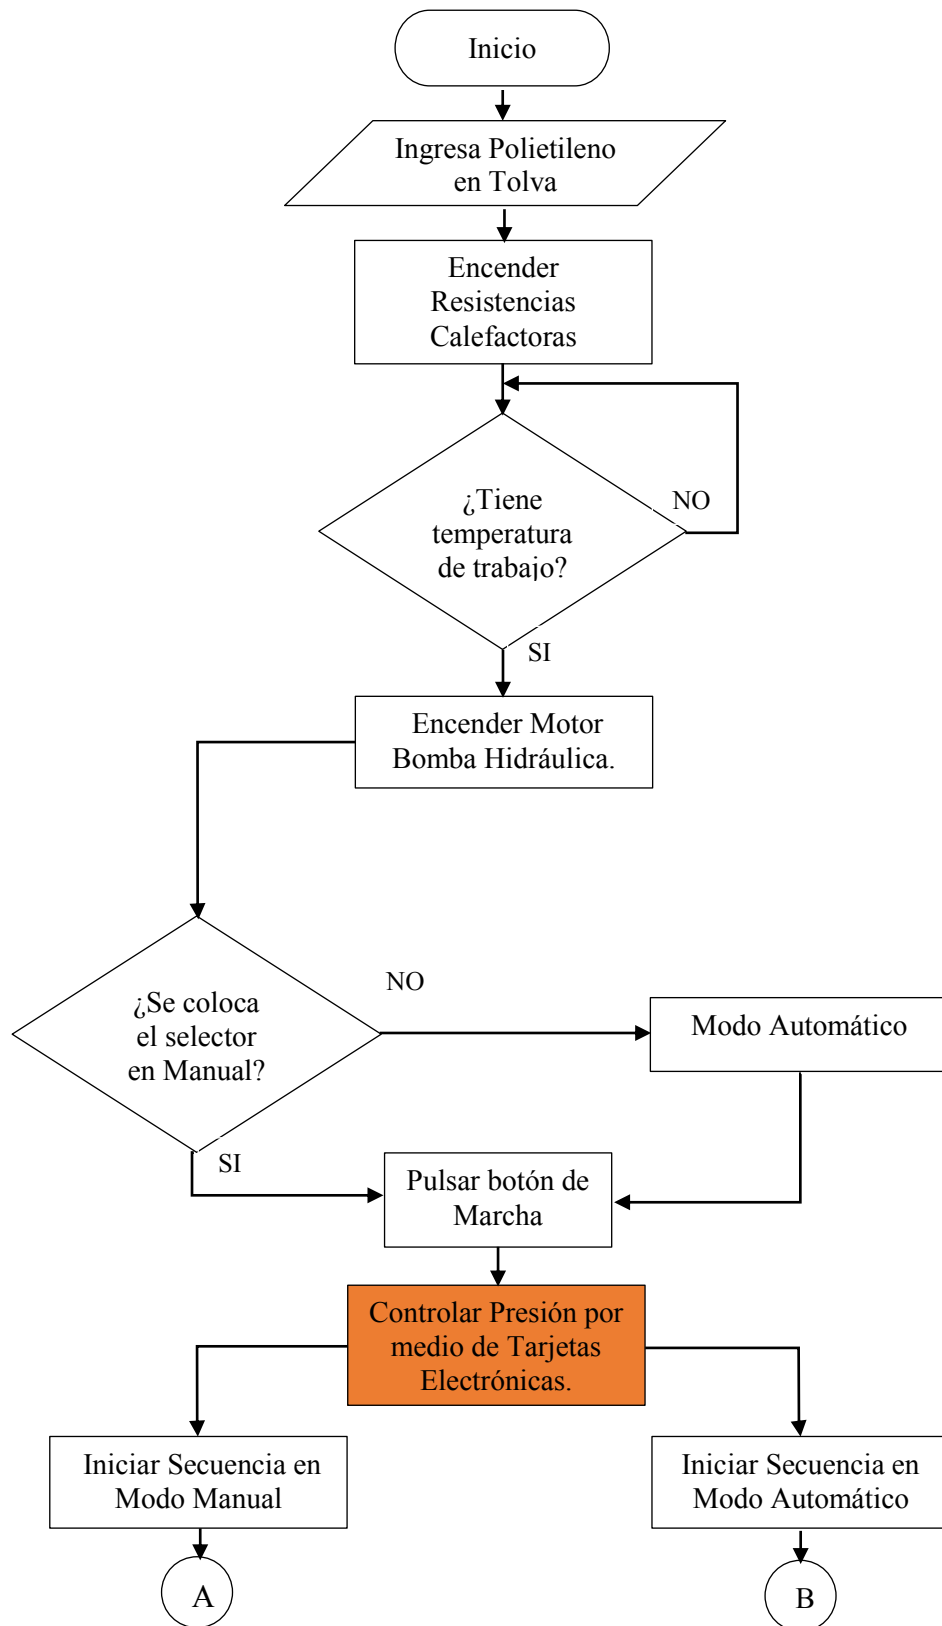 Inicio
Ingresa Polietileno
en Tolva
Encender
Resistencias
Calefactoras
¿Tiene
temperatura
de trabajo?
NO
SI
Encender Motor
Bomba Hidráulica.
¿Se coloca
el selector
en Manual?
NO
Modo Automático
SI
Pulsar botón de
Marcha
Controlar Presión por
medio de Tarjetas
Electrónicas.
Iniciar Secuencia en
Modo Manual
Iniciar Secuencia en
Modo Automático
A
B